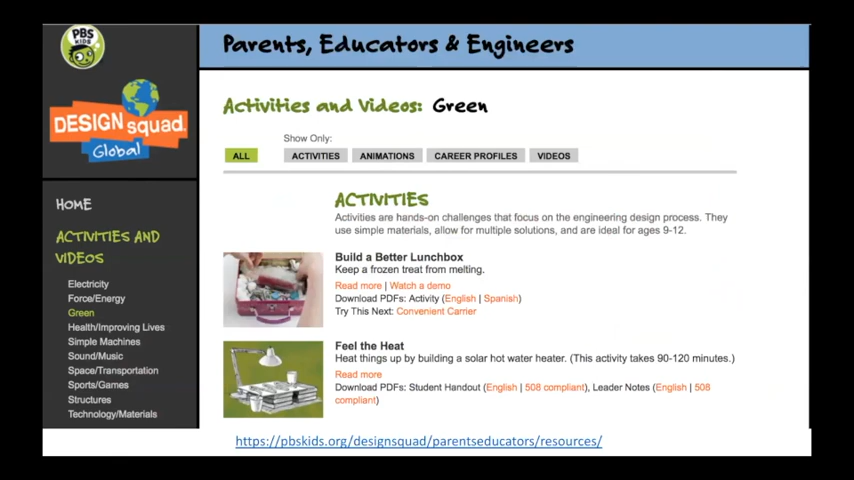 PBS
KIDS
DESIGN squad
Global
HOME
ACTIVITIES AND
VIDEOS
Electricity
Force/Energy
Green
Health/Improving Lives
Simple Machines
Sound/Music
Space/Transportation
Sports/Games
Structures
Technology/Materials
Parents, Educators & Engineers
Activities and Videos: Green
Show Only:
ALL ACTIVITIES ANIMATIONS CAREER PROFILES VIDEOS
ACTIVITIES
Activities are hands-on challenges that focus on the engineering design process. They
use simple materials, allow for multiple solutions, and are ideal for ages 9-12.
Build a Better Lunchbox
Keep a frozen treat from melting.
Read more | Watch a demo
Download PDFs: Activity (English | Spanish)
Try This Next: Convenient Carrier
Feel the Heat
Heat things up by building a solar hot water heater. (This activity takes 90-120 minutes.)
Read more
Download PDFs: Student Handout (English | 508 compliant), Leader Notes (English | 508
compliant)
https://pbskids.org/designsquad/parentseducators/resources/